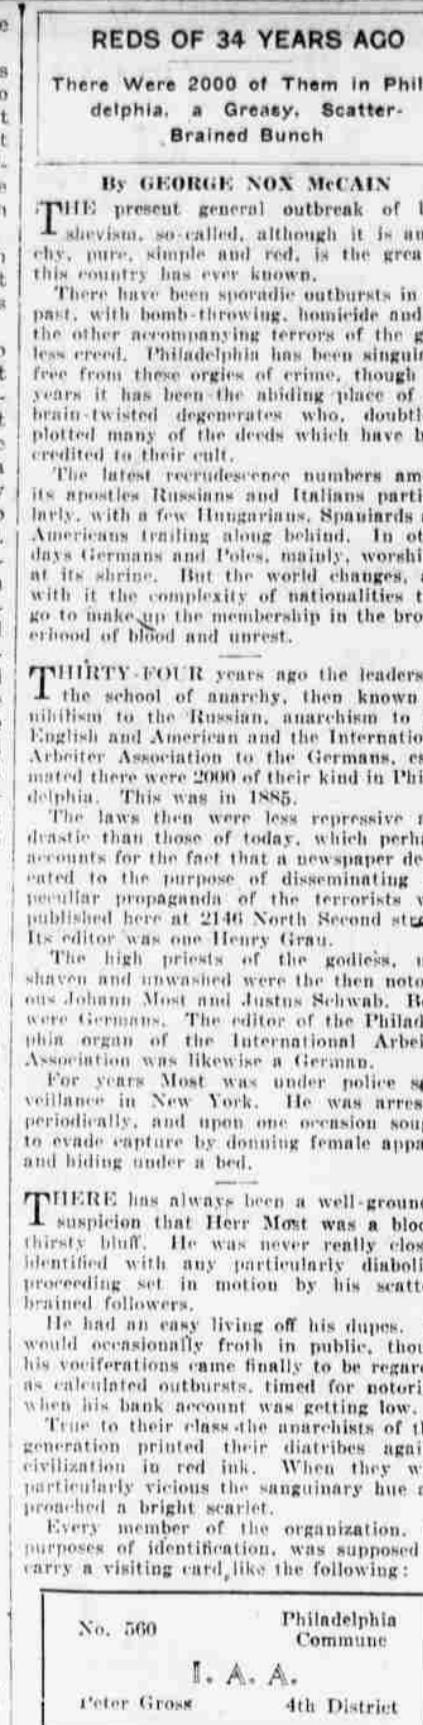 REDS OF 34 YEARS AGO
There Were 2000 of Them in Phil
delphia, a Greasy, Scatter-
Brained Bunch
By GEORGE NOX McCAIN
THE present general outbreak of
shevism, so-called, although it is an
chy, pure, simple and red, is the grea
this country has ever known.
There have been sporadic outbursts in
past, with bomb-throwing, homicide and
the other accompanying terrors of the g
less creed. Philadelphia has been singula
free from these orgies of crime, though
years it has been the abiding place of
brain-twisted degenerates who, doubtl
plotted many of the deeds which have b
credited to their cult.
The latest recrudescence numbers am
its apostles Russians and Italians parti
larly, with a few Hungarians, Spaniards
Americans trailing along behind. In ot
days Germans and Poles, mainly, worshi
at its shrine. But the world changes,
with it the complexity of nationalities t
go to make up the membership in the bro
erhood of blood and unrest.
THIRTY-FOUR years ago the leaders
the school of anarchy, then known
nihilism to the Russian, anarchism to
English and American and the Internatio
Arbeiter Association to the Germans, es
mated there were 2000 of their kind in Phi
delphia. This was in 1885.
The laws then were less repressive
drastic than those of today, which perha
accounts for the fact that a newspaper de
cated to the purpose of disseminating
peculiar propaganda of the terrorists w
published here at 2146 North Second stre
Its editor was one Henry Grau.
The high priests of the godless, u
shaven and unwashed were the then noto
ous Johann Most and Justus Schwab. Bo
were Germans. The editor of the Philad
phia organ of the International Arbei
Association was likewise a German.
For years Most was under police s
veillance in New York. He was arres
periodically, and upon one occasion soug
to evade capture by donning female appa
and hiding under a bed.
THERE has always been a well-ground
suspicion that Herr Most was a bloo
thirsty bluff. He was never really clos
identified with any particularly diaboli
proceeding set in motion by his scatte
brained followers.
He had an easy living off his dupes.
would occasionally froth in public, thou
his vociferations came finally to be regar
as calculated outbursts, timed for notori
when his bank account was getting low.
True to their class the anarchists of th
generation printed their diatribes agai
civilization in red ink. When they w
particularly vicious the sanguinary hue a
proached a bright scarlet.
Every member of the organization,
purposes of identification, was supposed
carry a visiting card like the following:
No. 560 Philadelphia
Commune
I. A. A.
Peter Gross 4th District